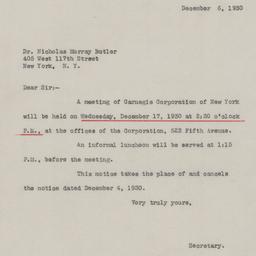 December 6, 1930
Dr. Nicholas Murray Butler
405 West 117th Street
New York, N. Y.
Dear Sir:-
A meeting of Carnegie Corporation of New York
will be held on Wednesday, December 17, 1930 at 2:30 o'clock
P.M., at the offices of the Corporation, 522 Fifth Avenue.
An informal luncheon will be served at 1:15
P.M., before the meeting.
This notice takes the place of and cancels
the notice dated December 4, 1930.
Very truly yours,
Secretary.